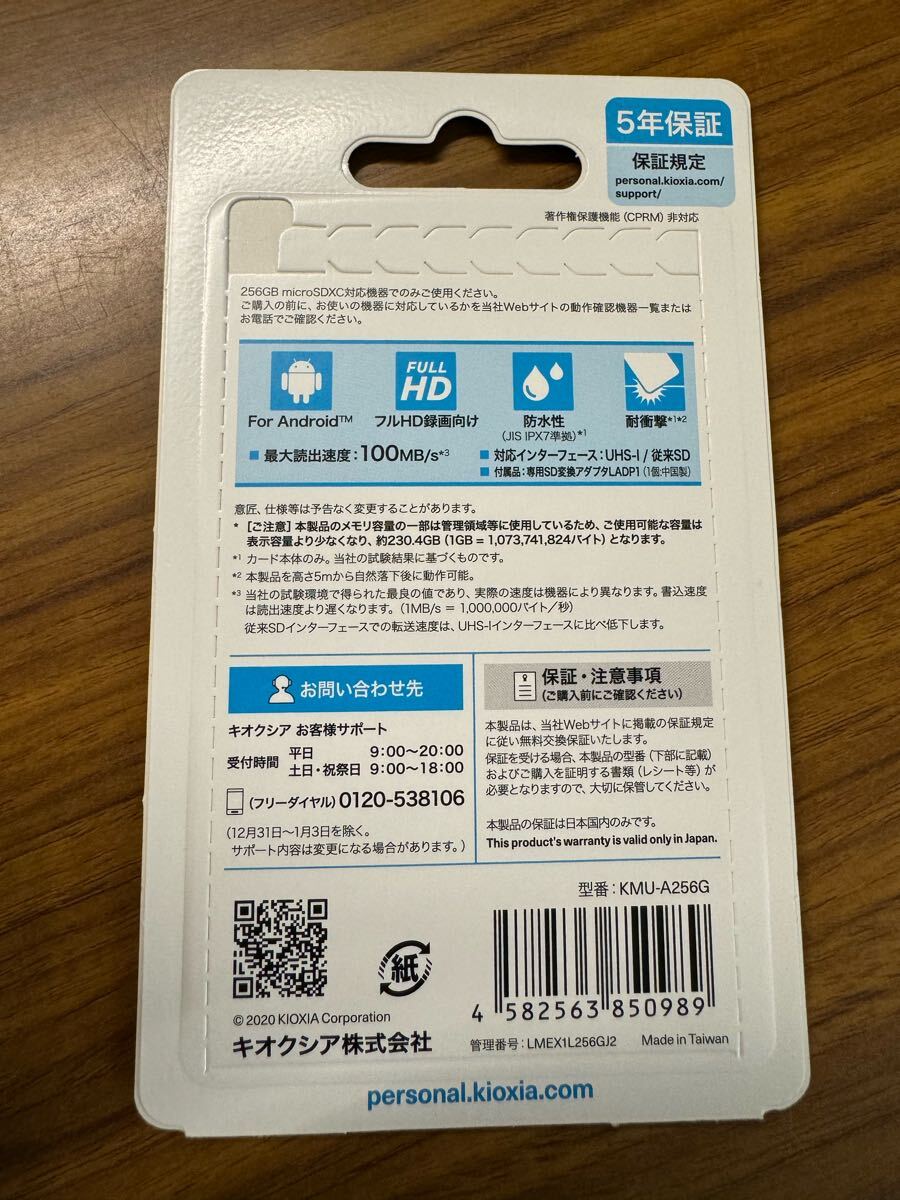 5年保証
保証規定
personal.kioxia.com/
support/
著作権保護機能（CPRM）非対応
256GB microSDXC対応機器でのみご使用ください。
ご購入の前に、お使いの機器に対応しているかを当社Webサイトの動作確認機器一覧または
お電話でご確認ください。
FULL
HD
For Android™
フルHD録画向け
防水性
（JIS IPX7準拠）*1
耐衝撃*1*2
■ 最大読出速度：100MB/s*3
■ 対応インターフェース：UHS-I / 従来SD
■ 付属品：専用SD変換アダプタLADP1（1個:中国製）
意匠、仕様等は予告なく変更することがあります。
*［ご注意］本製品のメモリ容量の一部は管理領域等に使用しているため、ご使用可能な容量は
表示容量より少なくなり、約230.4GB（1GB = 1,073,741,824バイト）となります。
*1 カード本体のみ。当社の試験結果に基づくものです。
*2 本製品を高さ5mから自然落下後に動作可能。
*3 当社の試験環境で得られた最良の値であり、実際の速度は機器により異なります。書込速度
は読出速度より遅くなります。（1MB/s = 1,000,000バイト／秒）
従来SDインターフェースでの転送速度は、UHS-Iインターフェースに比べ低下します。
お問い合わせ先
キオクシア お客様サポート
受付時間 平日 9:00〜20:00
土日・祝祭日 9:00〜18:00
（フリーダイヤル）0120-538106
（12月31日〜1月3日を除く。
サポート内容は変更になる場合があります。）
保証・注意事項
（ご購入前にご確認ください）
本製品は、当社Webサイトに掲載の保証規定
に従い無料交換保証いたします。
保証を受ける場合、本製品の型番（下部に記載）
およびご購入を証明する書類（レシート等）が
必要となりますので、大切に保管してください。
本製品の保証は日本国内のみです。
This product's warranty is valid only in Japan.
型番：KMU-A256G
紙
4 582563 850989
© 2020 KIOXIA Corporation
キオクシア株式会社
管理番号：LMEX1L256GJ2 Made in Taiwan
personal.kioxia.com